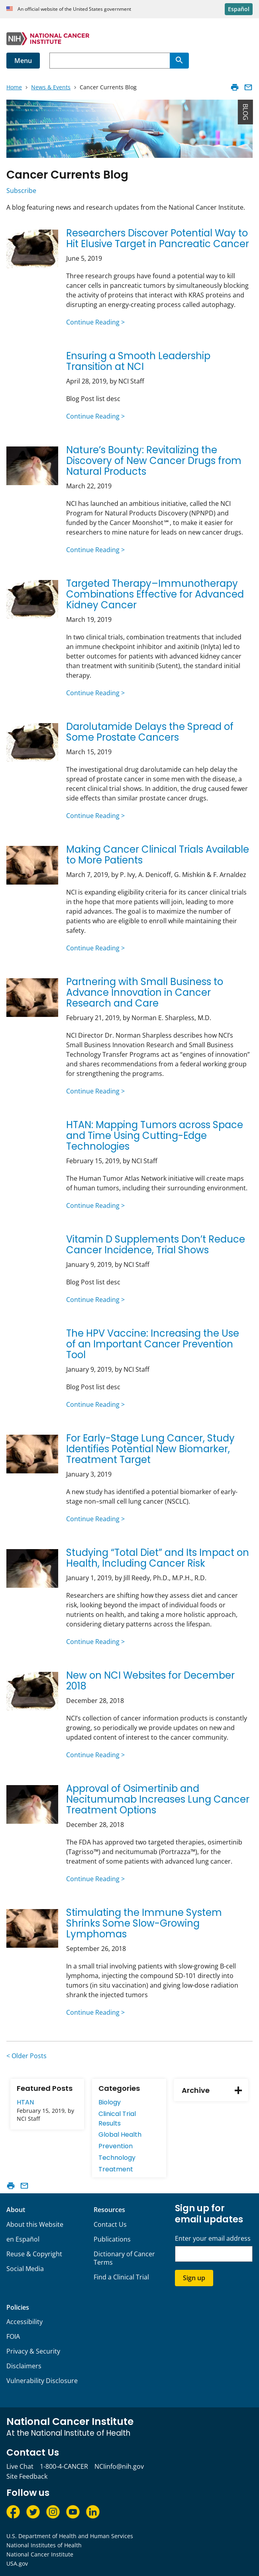 An official website of the United States government
Español
NIH NATIONAL CANCER
INSTITUTE
Menu
Home > News & Events > Cancer Currents Blog
BLOG
Cancer Currents Blog
Subscribe
A blog featuring news and research updates from the National Cancer Institute.
Researchers Discover Potential Way to
Hit Elusive Target in Pancreatic Cancer
June 5, 2019
Three research groups have found a potential way to kill
cancer cells in pancreatic tumors by simultaneously blocking
the activity of proteins that interact with KRAS proteins and
disrupting an energy-creating process called autophagy.
Continue Reading >
Ensuring a Smooth Leadership
Transition at NCI
April 28, 2019, by NCI Staff
Blog Post list desc
Continue Reading >
Nature's Bounty: Revitalizing the
Discovery of New Cancer Drugs from
Natural Products
March 22, 2019
NCI has launched an ambitious initiative, called the NCI
Program for Natural Products Discovery (NPNPD) and
funded by the Cancer Moonshot℠, to make it easier for
researchers to mine nature for leads on new cancer drugs.
Continue Reading >
Targeted Therapy–Immunotherapy
Combinations Effective for Advanced
Kidney Cancer
March 19, 2019
In two clinical trials, combination treatments that included
an immune checkpoint inhibitor and axitinib (Inlyta) led to
better outcomes of patients with advanced kidney cancer
than treatment with sunitinib (Sutent), the standard initial
therapy.
Continue Reading >
Darolutamide Delays the Spread of
Some Prostate Cancers
March 15, 2019
The investigational drug darolutamide can help delay the
spread of prostate cancer in some men with the disease, a
recent clinical trial shows. In addition, the drug caused fewer
side effects than similar prostate cancer drugs.
Continue Reading >
Making Cancer Clinical Trials Available
to More Patients
March 7, 2019, by P. Ivy, A. Denicoff, G. Mishkin & F. Arnaldez
NCI is expanding eligibility criteria for its cancer clinical trials
in the hope that more patients will join, leading to more
rapid advances. The goal is to maximize the number of
patients who are eligible to enroll while maintaining their
safety.
Continue Reading >
Partnering with Small Business to
Advance Innovation in Cancer
Research and Care
February 21, 2019, by Norman E. Sharpless, M.D.
NCI Director Dr. Norman Sharpless describes how NCI's
Small Business Innovation Research and Small Business
Technology Transfer Programs act as "engines of innovation"
and shares recommendations from a federal working group
for strengthening the programs.
Continue Reading >
HTAN: Mapping Tumors across Space
and Time Using Cutting-Edge
Technologies
February 15, 2019, by NCI Staff
The Human Tumor Atlas Network initiative will create maps
of human tumors, including their surrounding environment.
Continue Reading >
Vitamin D Supplements Don't Reduce
Cancer Incidence, Trial Shows
January 9, 2019, by NCI Staff
Blog Post list desc
Continue Reading >
The HPV Vaccine: Increasing the Use
of an Important Cancer Prevention
Tool
January 9, 2019, by NCI Staff
Blog Post list desc
Continue Reading >
For Early-Stage Lung Cancer, Study
Identifies Potential New Biomarker,
Treatment Target
January 3, 2019
A new study has identified a potential biomarker of early-
stage non–small cell lung cancer (NSCLC).
Continue Reading >
Studying "Total Diet" and Its Impact on
Health, Including Cancer Risk
January 1, 2019, by Jill Reedy, Ph.D., M.P.H., R.D.
Researchers are shifting how they assess diet and cancer
risk, looking beyond the impact of individual foods or
nutrients on health, and taking a more holistic approach,
considering dietary patterns across the lifespan.
Continue Reading >
New on NCI Websites for December
2018
December 28, 2018
NCI's collection of cancer information products is constantly
growing, so periodically we provide updates on new and
updated content of interest to the cancer community.
Continue Reading >
Approval of Osimertinib and
Necitumumab Increases Lung Cancer
Treatment Options
December 28, 2018
The FDA has approved two targeted therapies, osimertinib
(Tagrisso™) and necitumumab (Portrazza™), for the
treatment of some patients with advanced lung cancer.
Continue Reading >
Stimulating the Immune System
Shrinks Some Slow-Growing
Lymphomas
September 26, 2018
In a small trial involving patients with slow-growing B-cell
lymphoma, injecting the compound SD-101 directly into
tumors (in situ vaccination) and giving low-dose radiation
shrank the injected tumors
Continue Reading >
< Older Posts
Featured Posts
HTAN
February 15, 2019, by
NCI Staff
Categories
Biology
Clinical Trial
Results
Global Health
Prevention
Technology
Treatment
Archive
About
About this Website
en Español
Reuse & Copyright
Social Media
Resources
Contact Us
Publications
Dictionary of Cancer
Terms
Find a Clinical Trial
Sign up for
email updates
Enter your email address
Sign up
Policies
Accessibility
FOIA
Privacy & Security
Disclaimers
Vulnerability Disclosure
National Cancer Institute
At the National Institute of Health
Contact Us
Live Chat 1-800-4-CANCER NCIinfo@nih.gov
Site Feedback
Follow us
U.S. Department of Health and Human Services
National Institutes of Health
National Cancer Institute
USA.gov